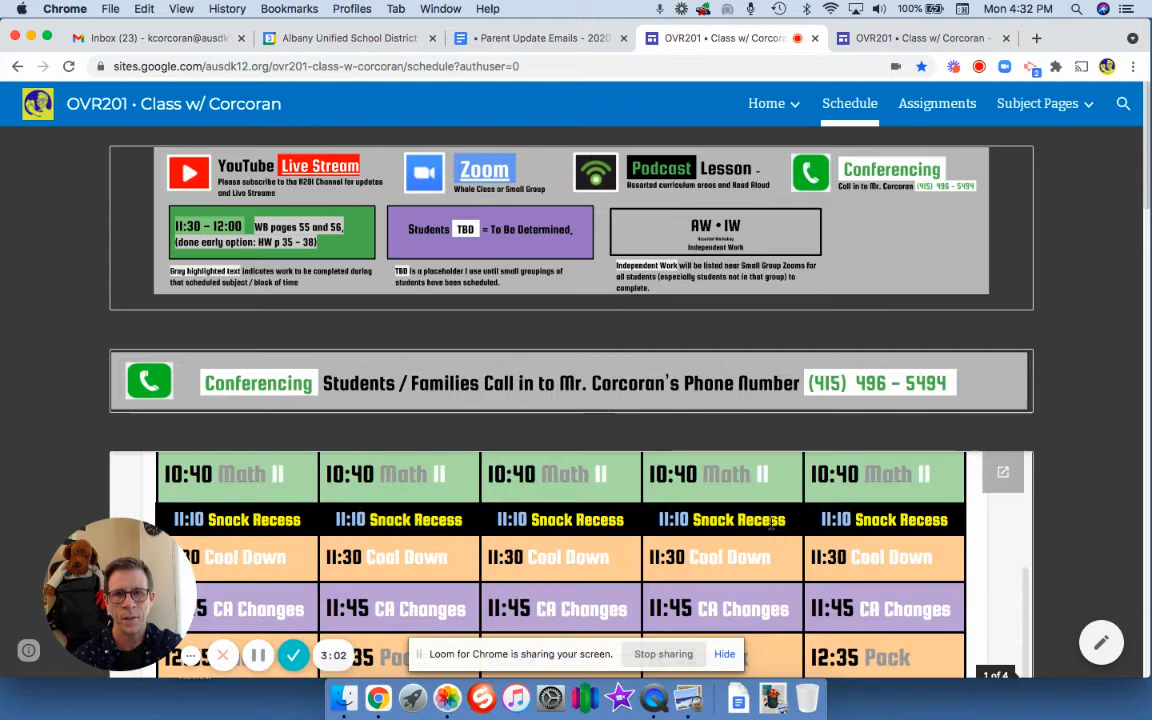 Chrome File Edit View History Bookmarks Profiles Tab Window Help 100% Mon 4:32 PM
Inbox (23) - kcorcoran@ausdk Albany Unified School District • Parent Update Emails - 2020 OVR201 • Class w/ Corcora OVR201 • Class w/ Corcoran -
sites.google.com/ausdk12.org/ovr201-class-w-corcoran/schedule?authuser=0 2
OVR201 • Class w/ Corcoran Home Schedule Assignments Subject Pages
YouTube Live Stream
Please subscribe to the R201 Channel for updates
and Live Streams
Zoom
Whole Class or Small Group
Podcast Lesson -
Assorted curriculum areas and Read Aloud
Conferencing
Call in to Mr. Corcoran (415) 496 - 5494
11:30 - 12:00 WB pages 55 and 56,
(done early option: HW p 35 - 38)
Students TBD = To Be Determined,
AW • IW
Independent Work
Gray highlighted text indicates work to be completed during
that scheduled subject / block of time
TBD is a placeholder I use until small groupings of
students have been scheduled.
Independent Work will be listed near Small Group Zooms for
all students (especially students not in that group) to
complete.
Conferencing Students / Families Call in to Mr. Corcoran's Phone Number (415) 496 - 5494
10:40 Math II 10:40 Math II 10:40 Math II 10:40 Math II 10:40 Math II
11:10 Snack Recess 11:10 Snack Recess 11:10 Snack Recess 11:10 Snack Recess 11:10 Snack Recess
30 Cool Down 11:30 Cool Down 11:30 Cool Down 11:30 Cool Down 11:30 Cool Down
5 CA Changes 11:45 CA Changes 11:45 CA Changes 11:45 CA Changes 11:45 CA Changes
12:35 Pack
3:02
Loom for Chrome is sharing your screen. Stop sharing Hide
1 of 4